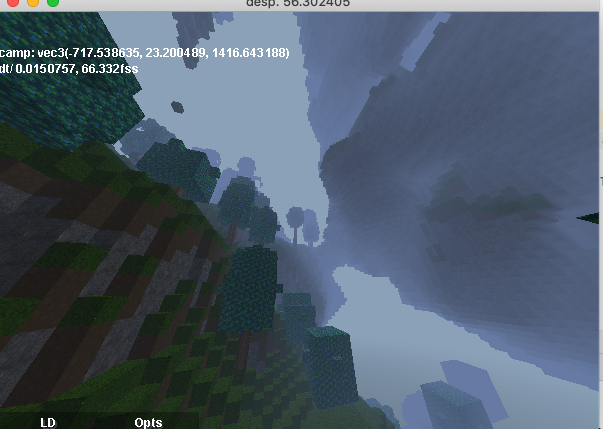 desp: 56.302405
camp: vec3(-717.538635, 23.200489, 1416.643188)
dt/ 0.0150757, 66.332fss
LD Opts